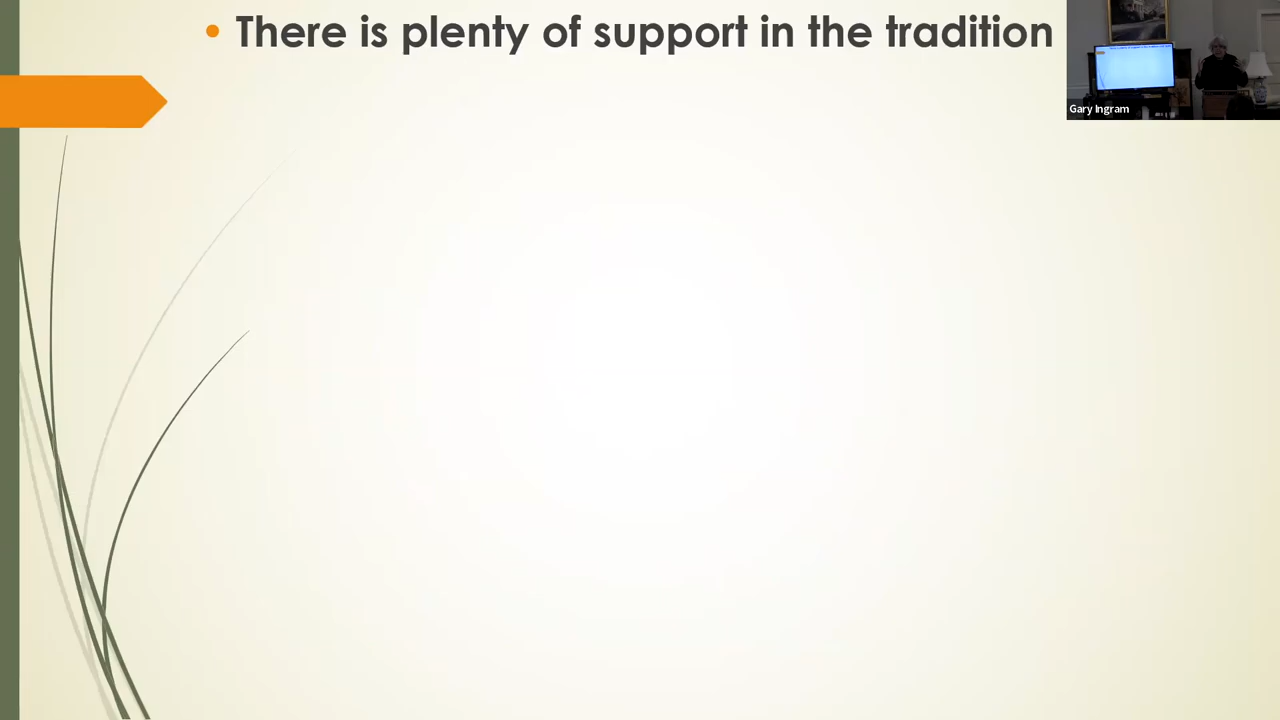 • There is plenty of support in the tradition
Gary Ingram